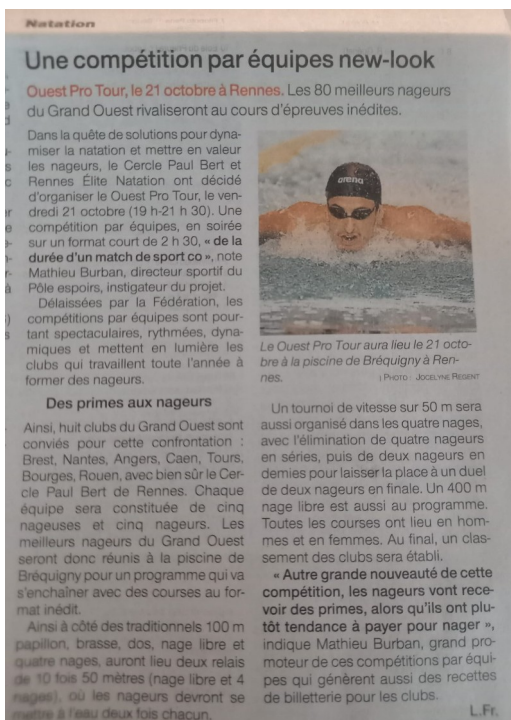 Natation
Une compétition par équipes new-look
Ouest Pro Tour, le 21 octobre à Rennes. Les 80 meilleurs nageurs
du Grand Ouest rivaliseront au cours d'épreuves inédites.
Dans la quête de solutions pour dyna-
miser la natation et mettre en valeur
les nageurs, le Cercle Paul Bert et
Rennes Élite Natation ont décidé
d'organiser le Ouest Pro Tour, le ven-
dredi 21 octobre (19 h-21 h 30). Une
compétition par équipes, en soirée
sur un format court de 2 h 30, « de la
durée d'un match de sport co », note
Mathieu Burban, directeur sportif du
Pôle espoirs, instigateur du projet.
Délaissées par la Fédération, les
compétitions par équipes sont pour-
tant spectaculaires, rythmées, dyna-
miques et mettent en lumière les
clubs qui travaillent toute l'année à
former des nageurs.
Des primes aux nageurs
Ainsi, huit clubs du Grand Ouest sont
conviés pour cette confrontation :
Brest, Nantes, Angers, Caen, Tours,
Bourges, Rouen, avec bien sûr le Cer-
cle Paul Bert de Rennes. Chaque
équipe sera constituée de cinq
nageuses et cinq nageurs. Les
meilleurs nageurs du Grand Ouest
seront donc réunis à la piscine de
Bréquigny pour un programme qui va
s'enchaîner avec des courses au for-
mat inédit.
Ainsi à côté des traditionnels 100 m
papillon, brasse, dos, nage libre et
quatre nages, auront lieu deux relais
de 10 fois 50 mètres (nage libre et 4
nages), où les nageurs devront se
mettre à l'eau deux fois chacun.
arena
Le Ouest Pro Tour aura lieu le 21 octo-
bre à la piscine de Bréquigny à Ren-
nes.
| PHOTO : JOCELYNE REGENT
Un tournoi de vitesse sur 50 m sera
aussi organisé dans les quatre nages,
avec l'élimination de quatre nageurs
en séries, puis de deux nageurs en
demies pour laisser la place à un duel
de deux nageurs en finale. Un 400 m
nage libre est aussi au programme.
Toutes les courses ont lieu en hom-
mes et en femmes. Au final, un clas-
sement des clubs sera établi.
« Autre grande nouveauté de cette
compétition, les nageurs vont rece-
voir des primes, alors qu'ils ont plu-
tôt tendance à payer pour nager »,
indique Mathieu Burban, grand pro-
moteur de ces compétitions par équi-
pes qui génèrent aussi des recettes
de billetterie pour les clubs.
L.Fr.